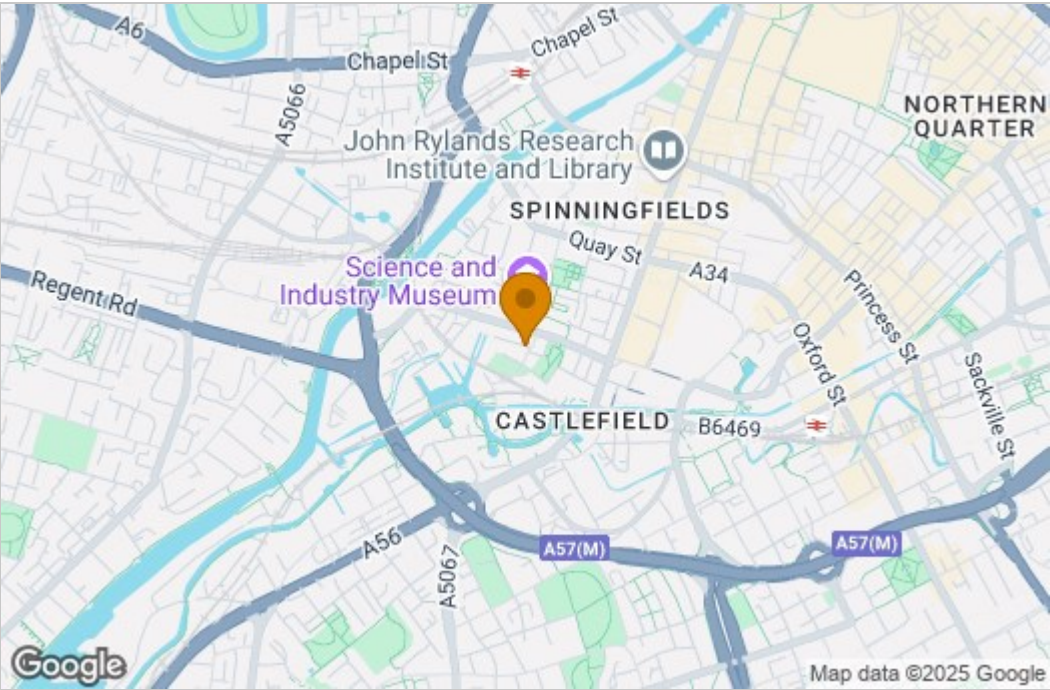 A6
Chapel St
Chapel St
A5066
NORTHERN
QUARTER
John Rylands Research
Institute and Library
SPINNINGFIELDS
Quay St
A34
Science and
Industry Museum
Regent Rd
Princess St
Oxford St
Sackville St
CASTLEFIELD
B6469
A56
A5067
A57(M)
A57(M)
Google
Map data ©2025 Google